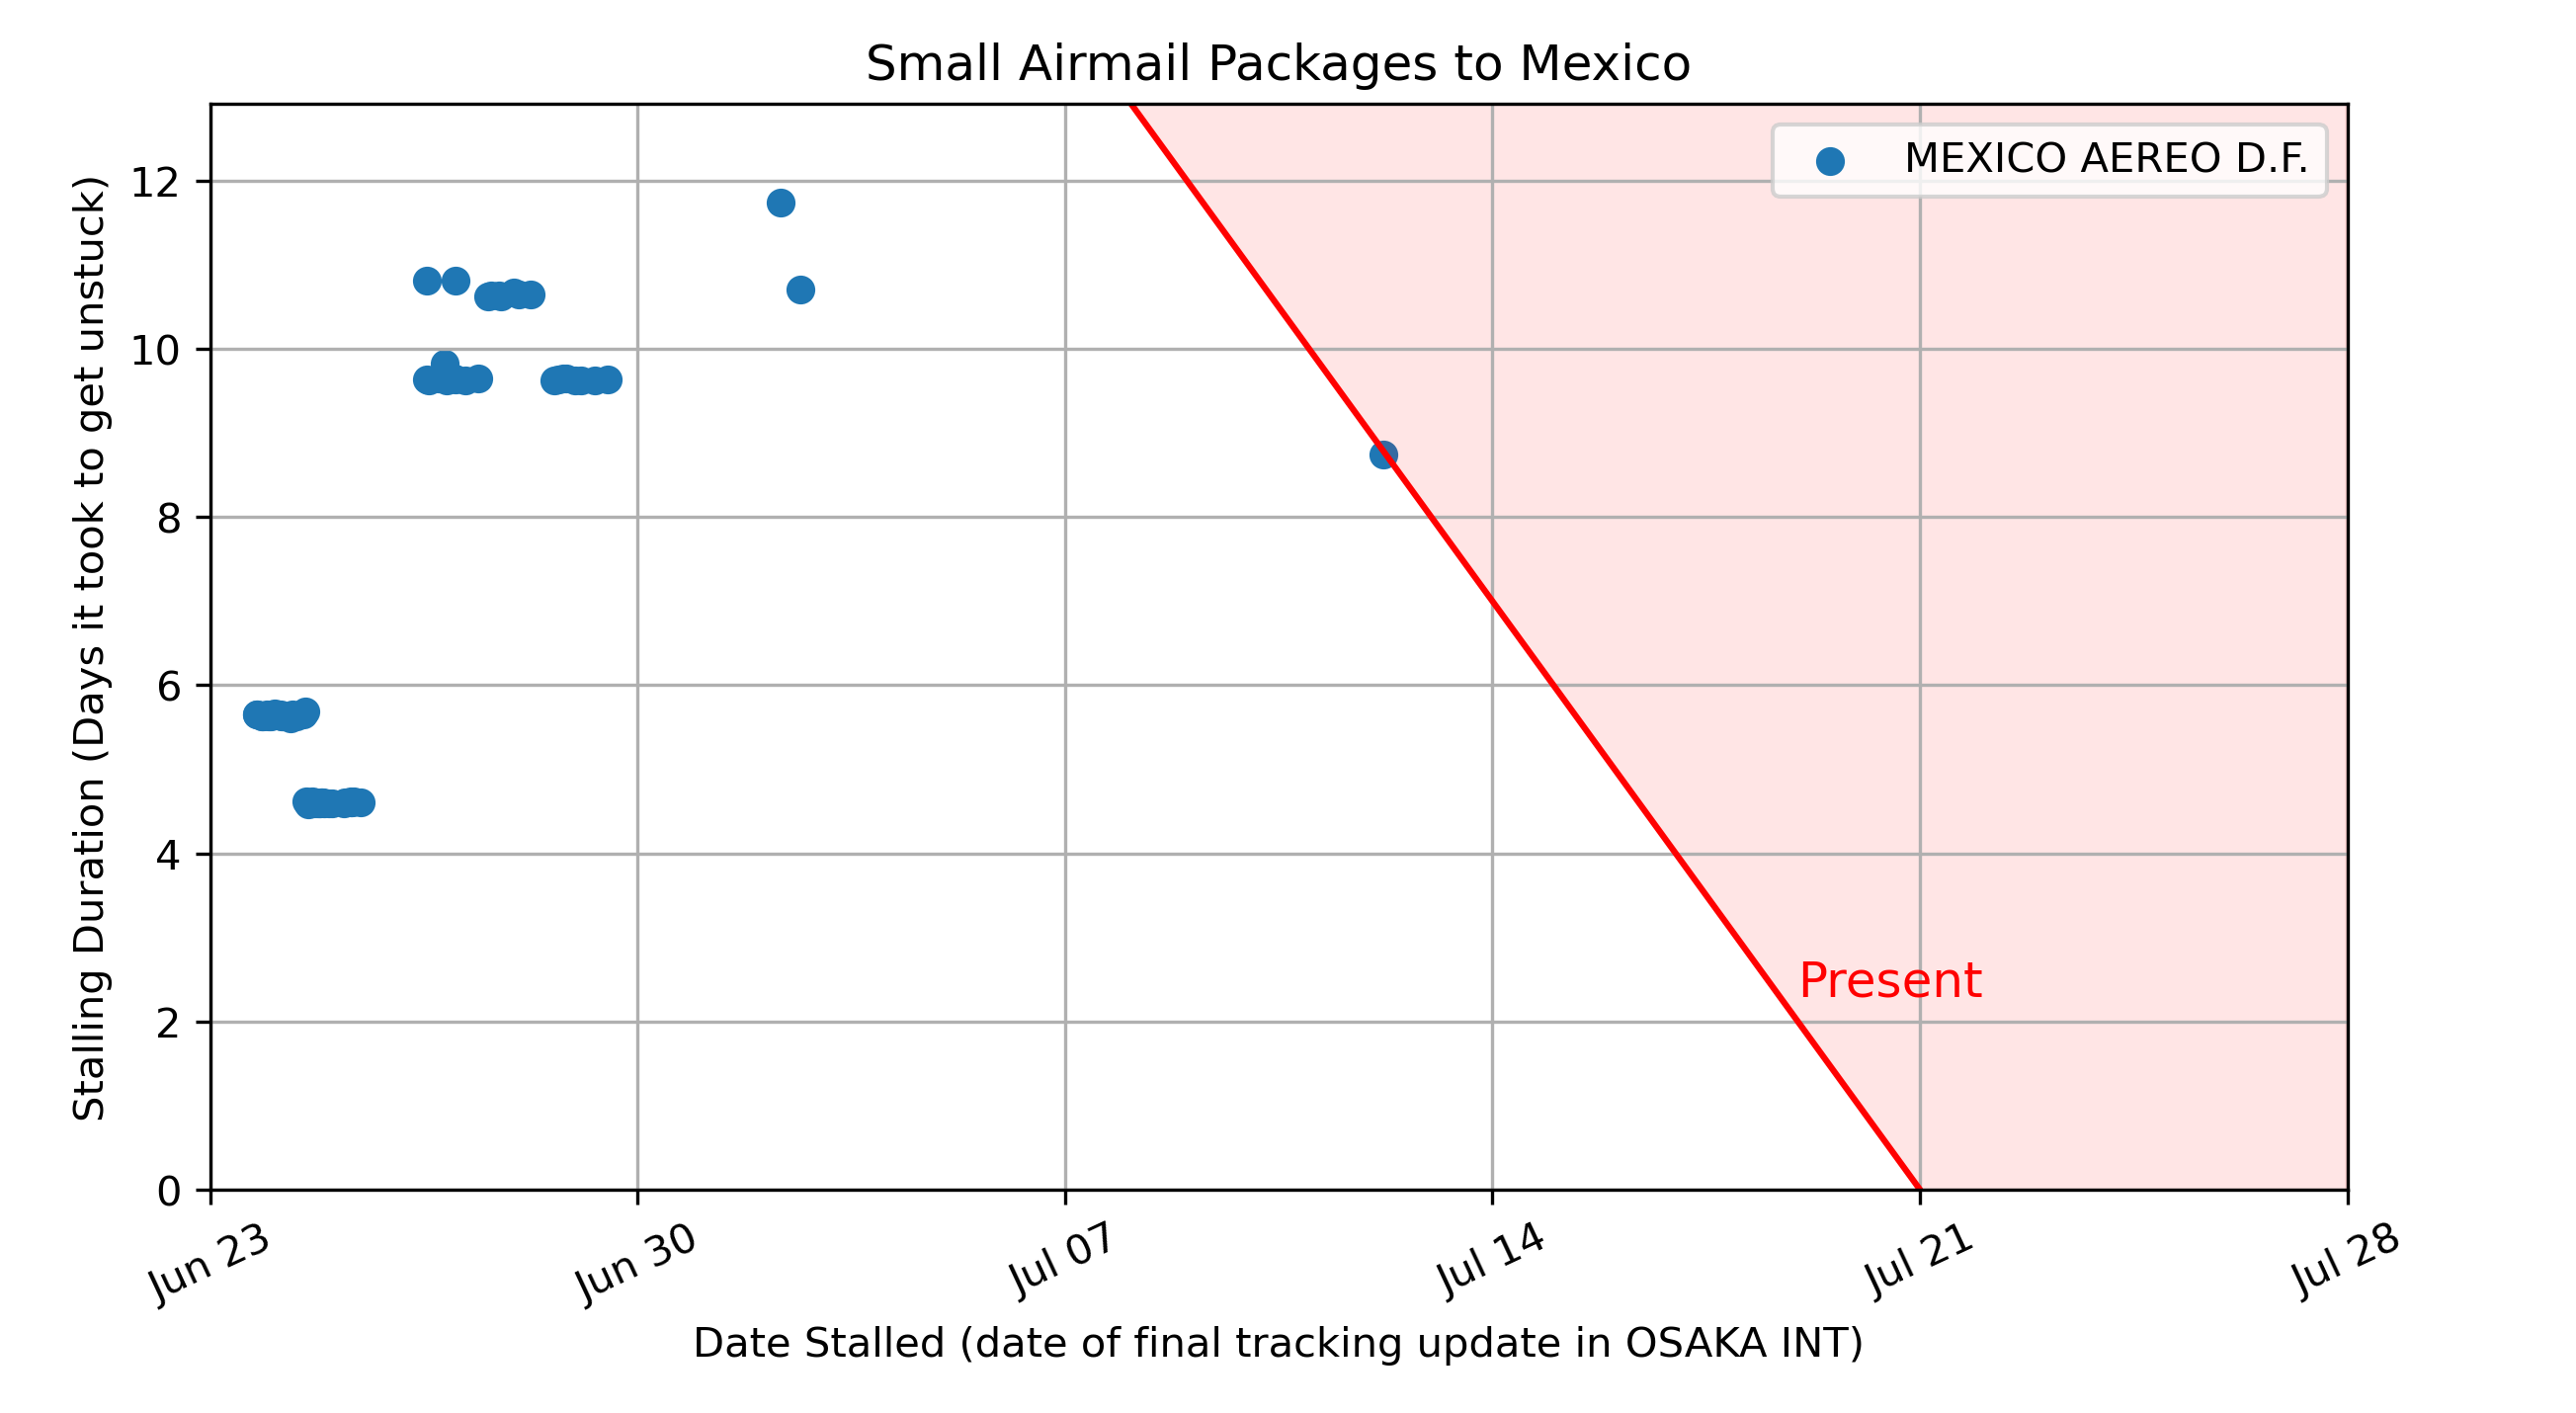 Small Airmail Packages to Mexico
MEXICO AEREO D.F.
Stalling Duration (Days it took to get unstuck)
12
10
8
6
4
2
0
Present
Jun 23
Jun 30
Jul 07
Jul 14
Jul 21
Jul 28
Date Stalled (date of final tracking update in OSAKA INT)